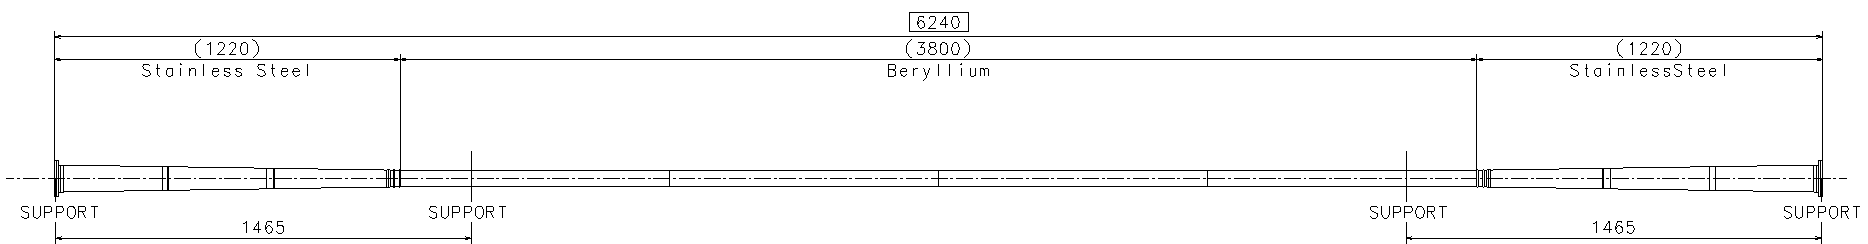 6240
(1220) (3800) (1220)
Stainless Steel Beryllium StainlessSteel
SUPPORT SUPPORT SUPPORT SUPPORT
1465 1465